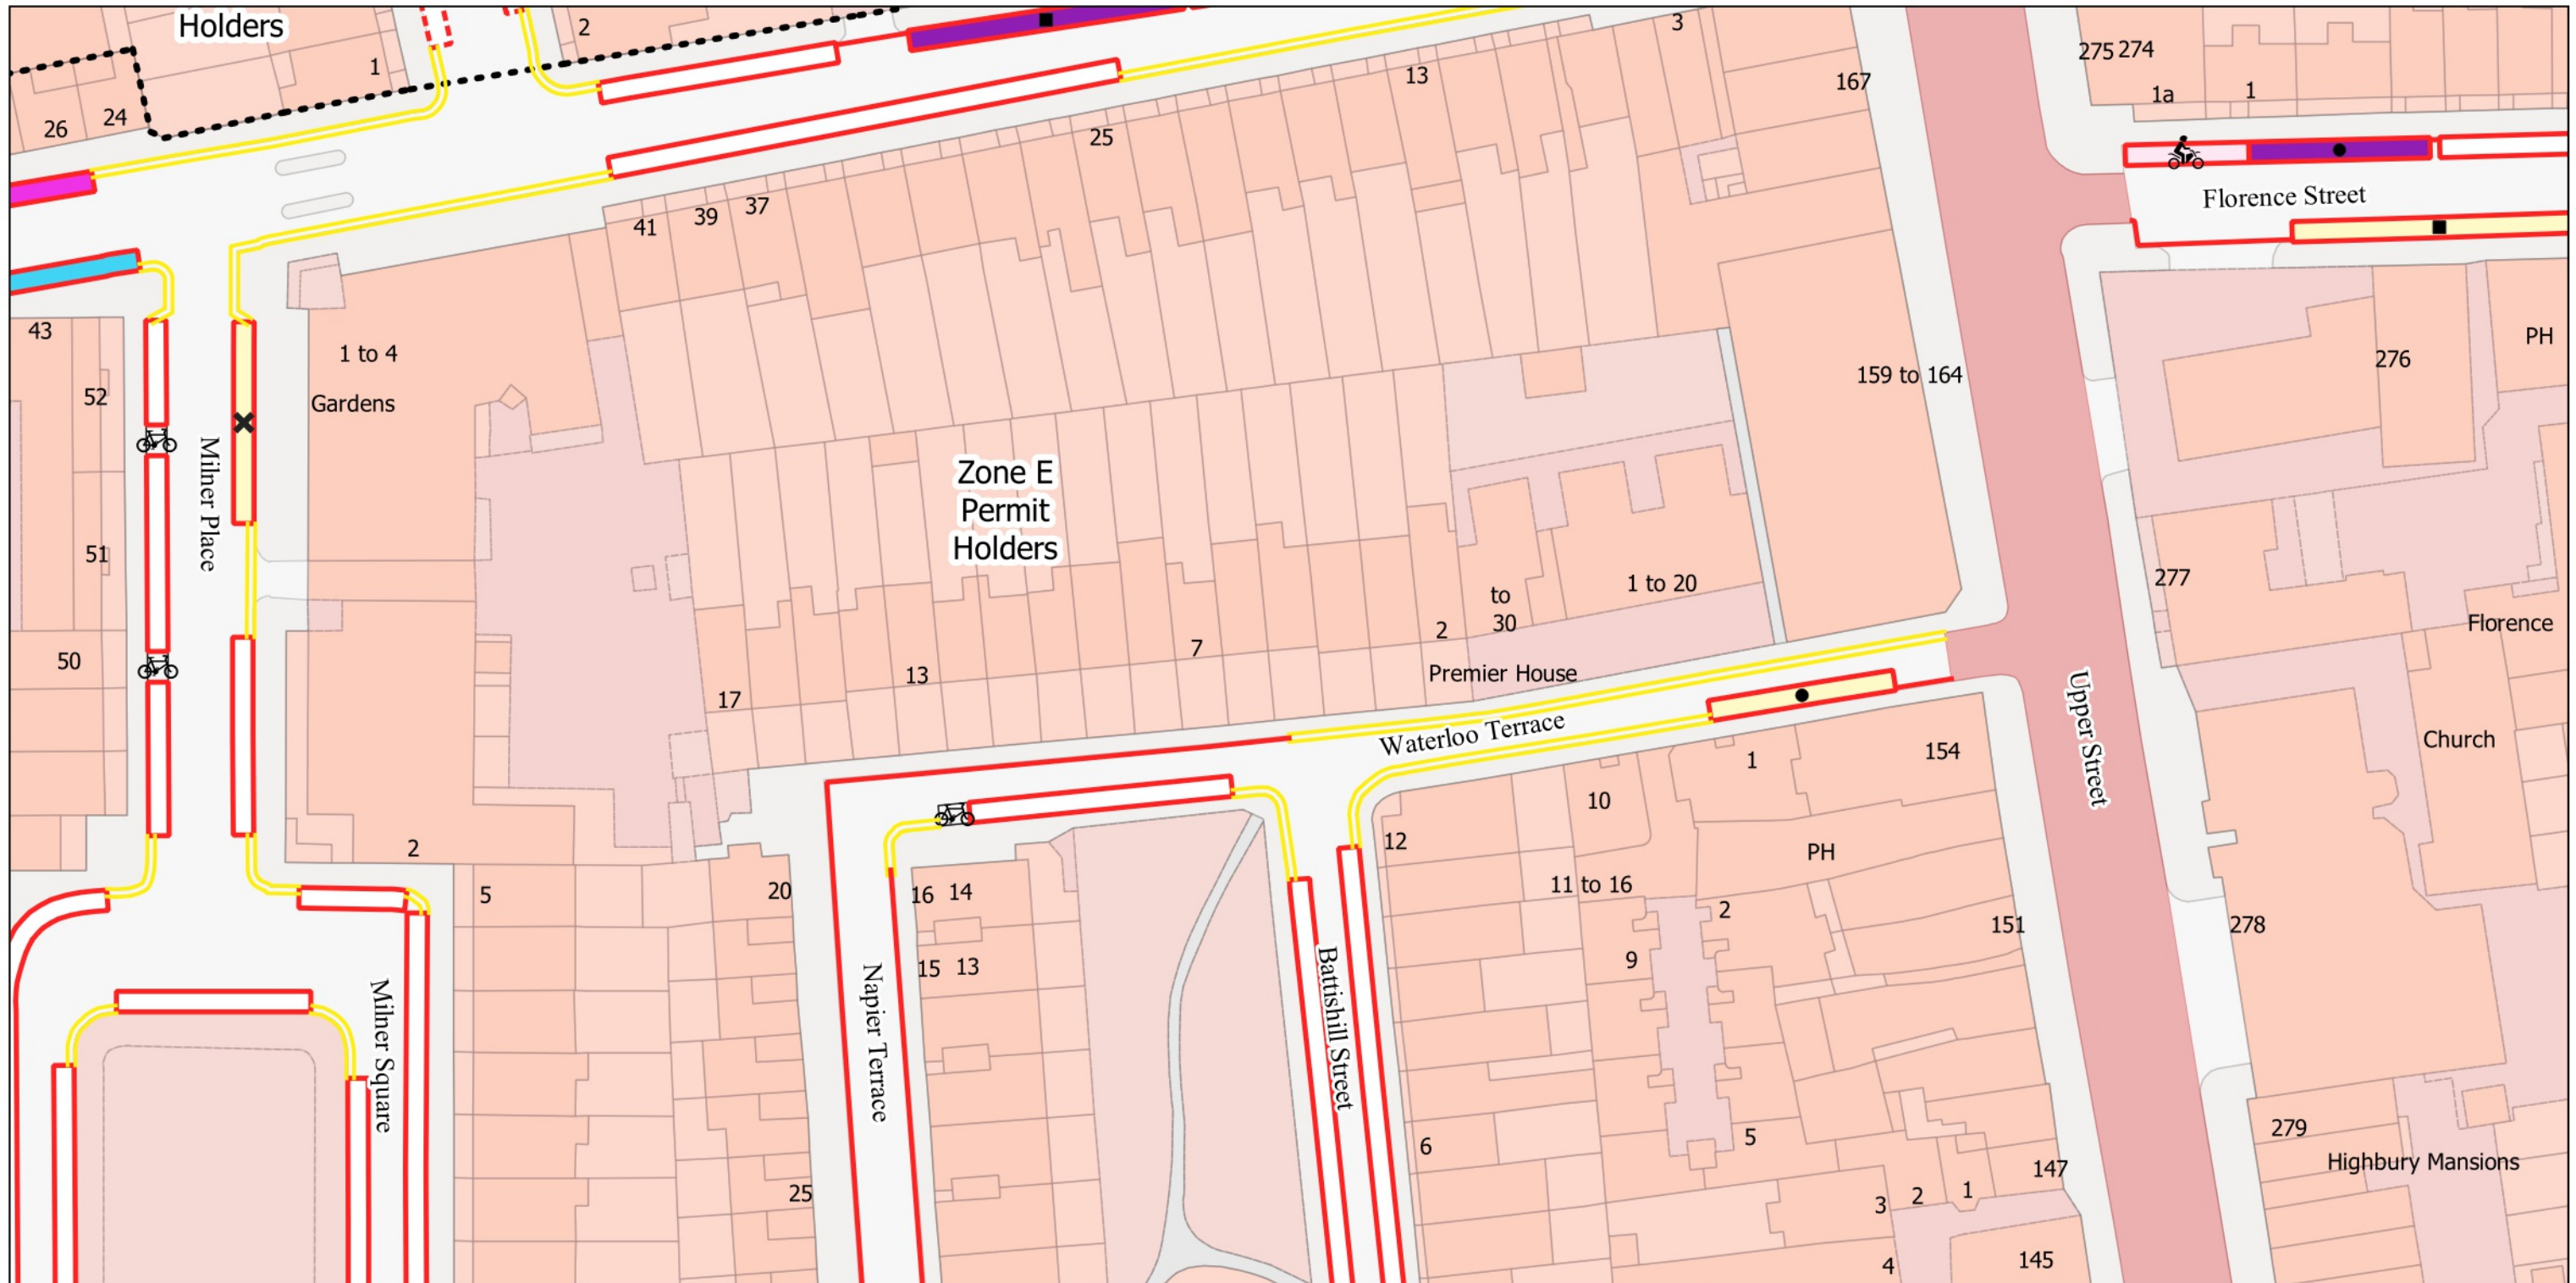 Holders
2
3
1
26
24
13
25
167
275
274
1a
1
Florence Street
41
39
37
43
52
51
50
1 to 4
Gardens
Milner Place
Zone E
Permit
Holders
159 to 164
276
PH
277
Florence
Church
to
30
1 to 20
2
7
13
17
Premier House
Waterloo Terrace
Upper Street
1
154
10
12
PH
11 to 16
2
151
278
9
2
5
20
16
14
15
13
Milner Square
Napier Terrace
Battishill Street
6
5
25
279
Highbury Mansions
147
3
2
1
4
145